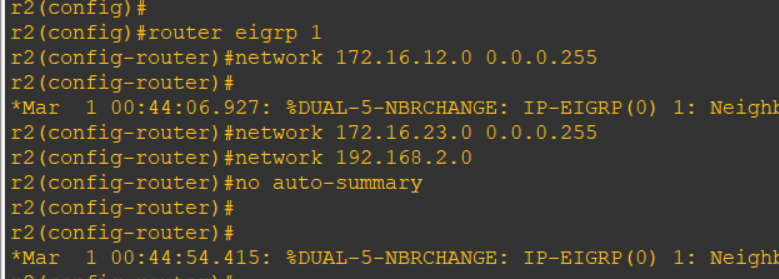 r2(config)#
r2(config)#router eigrp 1
r2(config-router)#network 172.16.12.0 0.0.0.255
r2(config-router)#
*Mar  1 00:44:06.927: %DUAL-5-NBRCHANGE: IP-EIGRP(0) 1: Neighb
r2(config-router)#network 172.16.23.0 0.0.0.255
r2(config-router)#network 192.168.2.0
r2(config-router)#no auto-summary
r2(config-router)#
r2(config-router)#
*Mar  1 00:44:54.415: %DUAL-5-NBRCHANGE: IP-EIGRP(0) 1: Neighb
r2(config-router)#